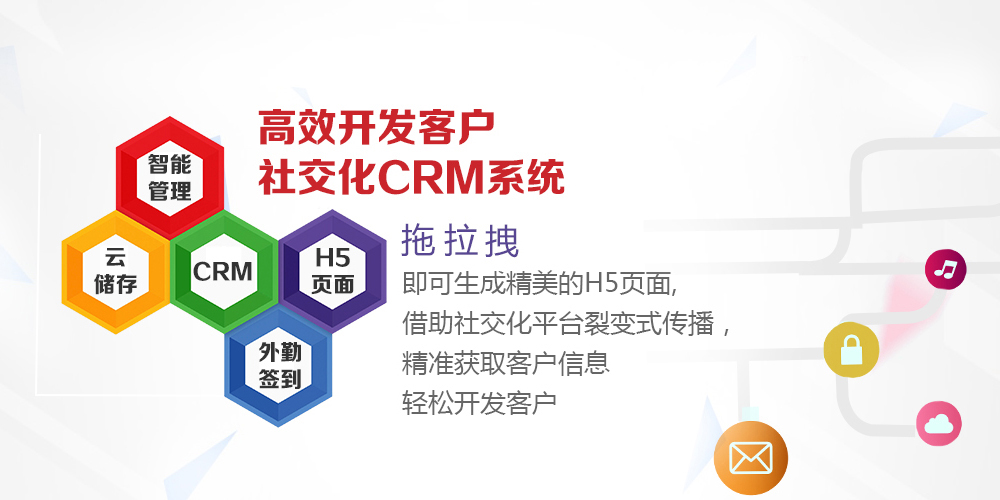 高效开发客户
社交化CRM系统
智能
管理
云
储存
CRM
H5
页面
外勤
签到
拖拉拽
即可生成精美的H5页面,
借助社交化平台裂变式传播，
精准获取客户信息
轻松开发客户